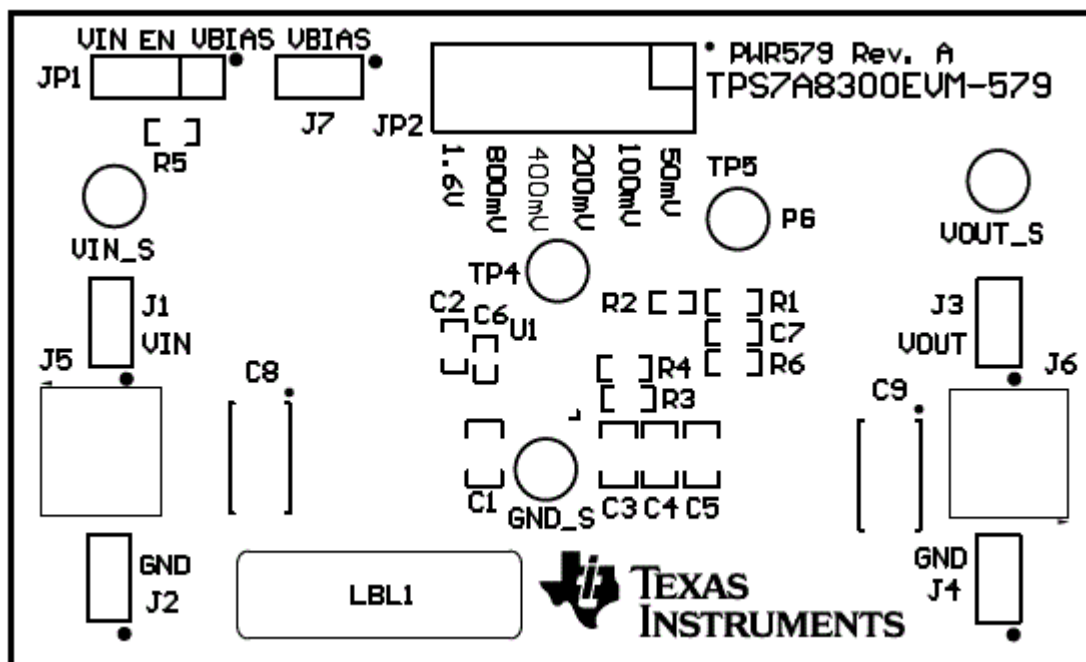 VIN EN VBIAS VBIAS
JP1
J7
JP2
PWR579 Rev. A
TPS7A8300EVM-579
R5
1.6V
800mV
400mV
200mV
100mV
50mV
TP5
P6
VIN_S
VOUT_S
TP4
J1
VIN
C2
C6
U1
R2
R1
C7
R6
J3
VOUT
J5
C8
R4
R3
C9
J6
C1
GND_S
C3
C4
C5
GND
J2
LBL1
TEXAS
INSTRUMENTS
GND
J4